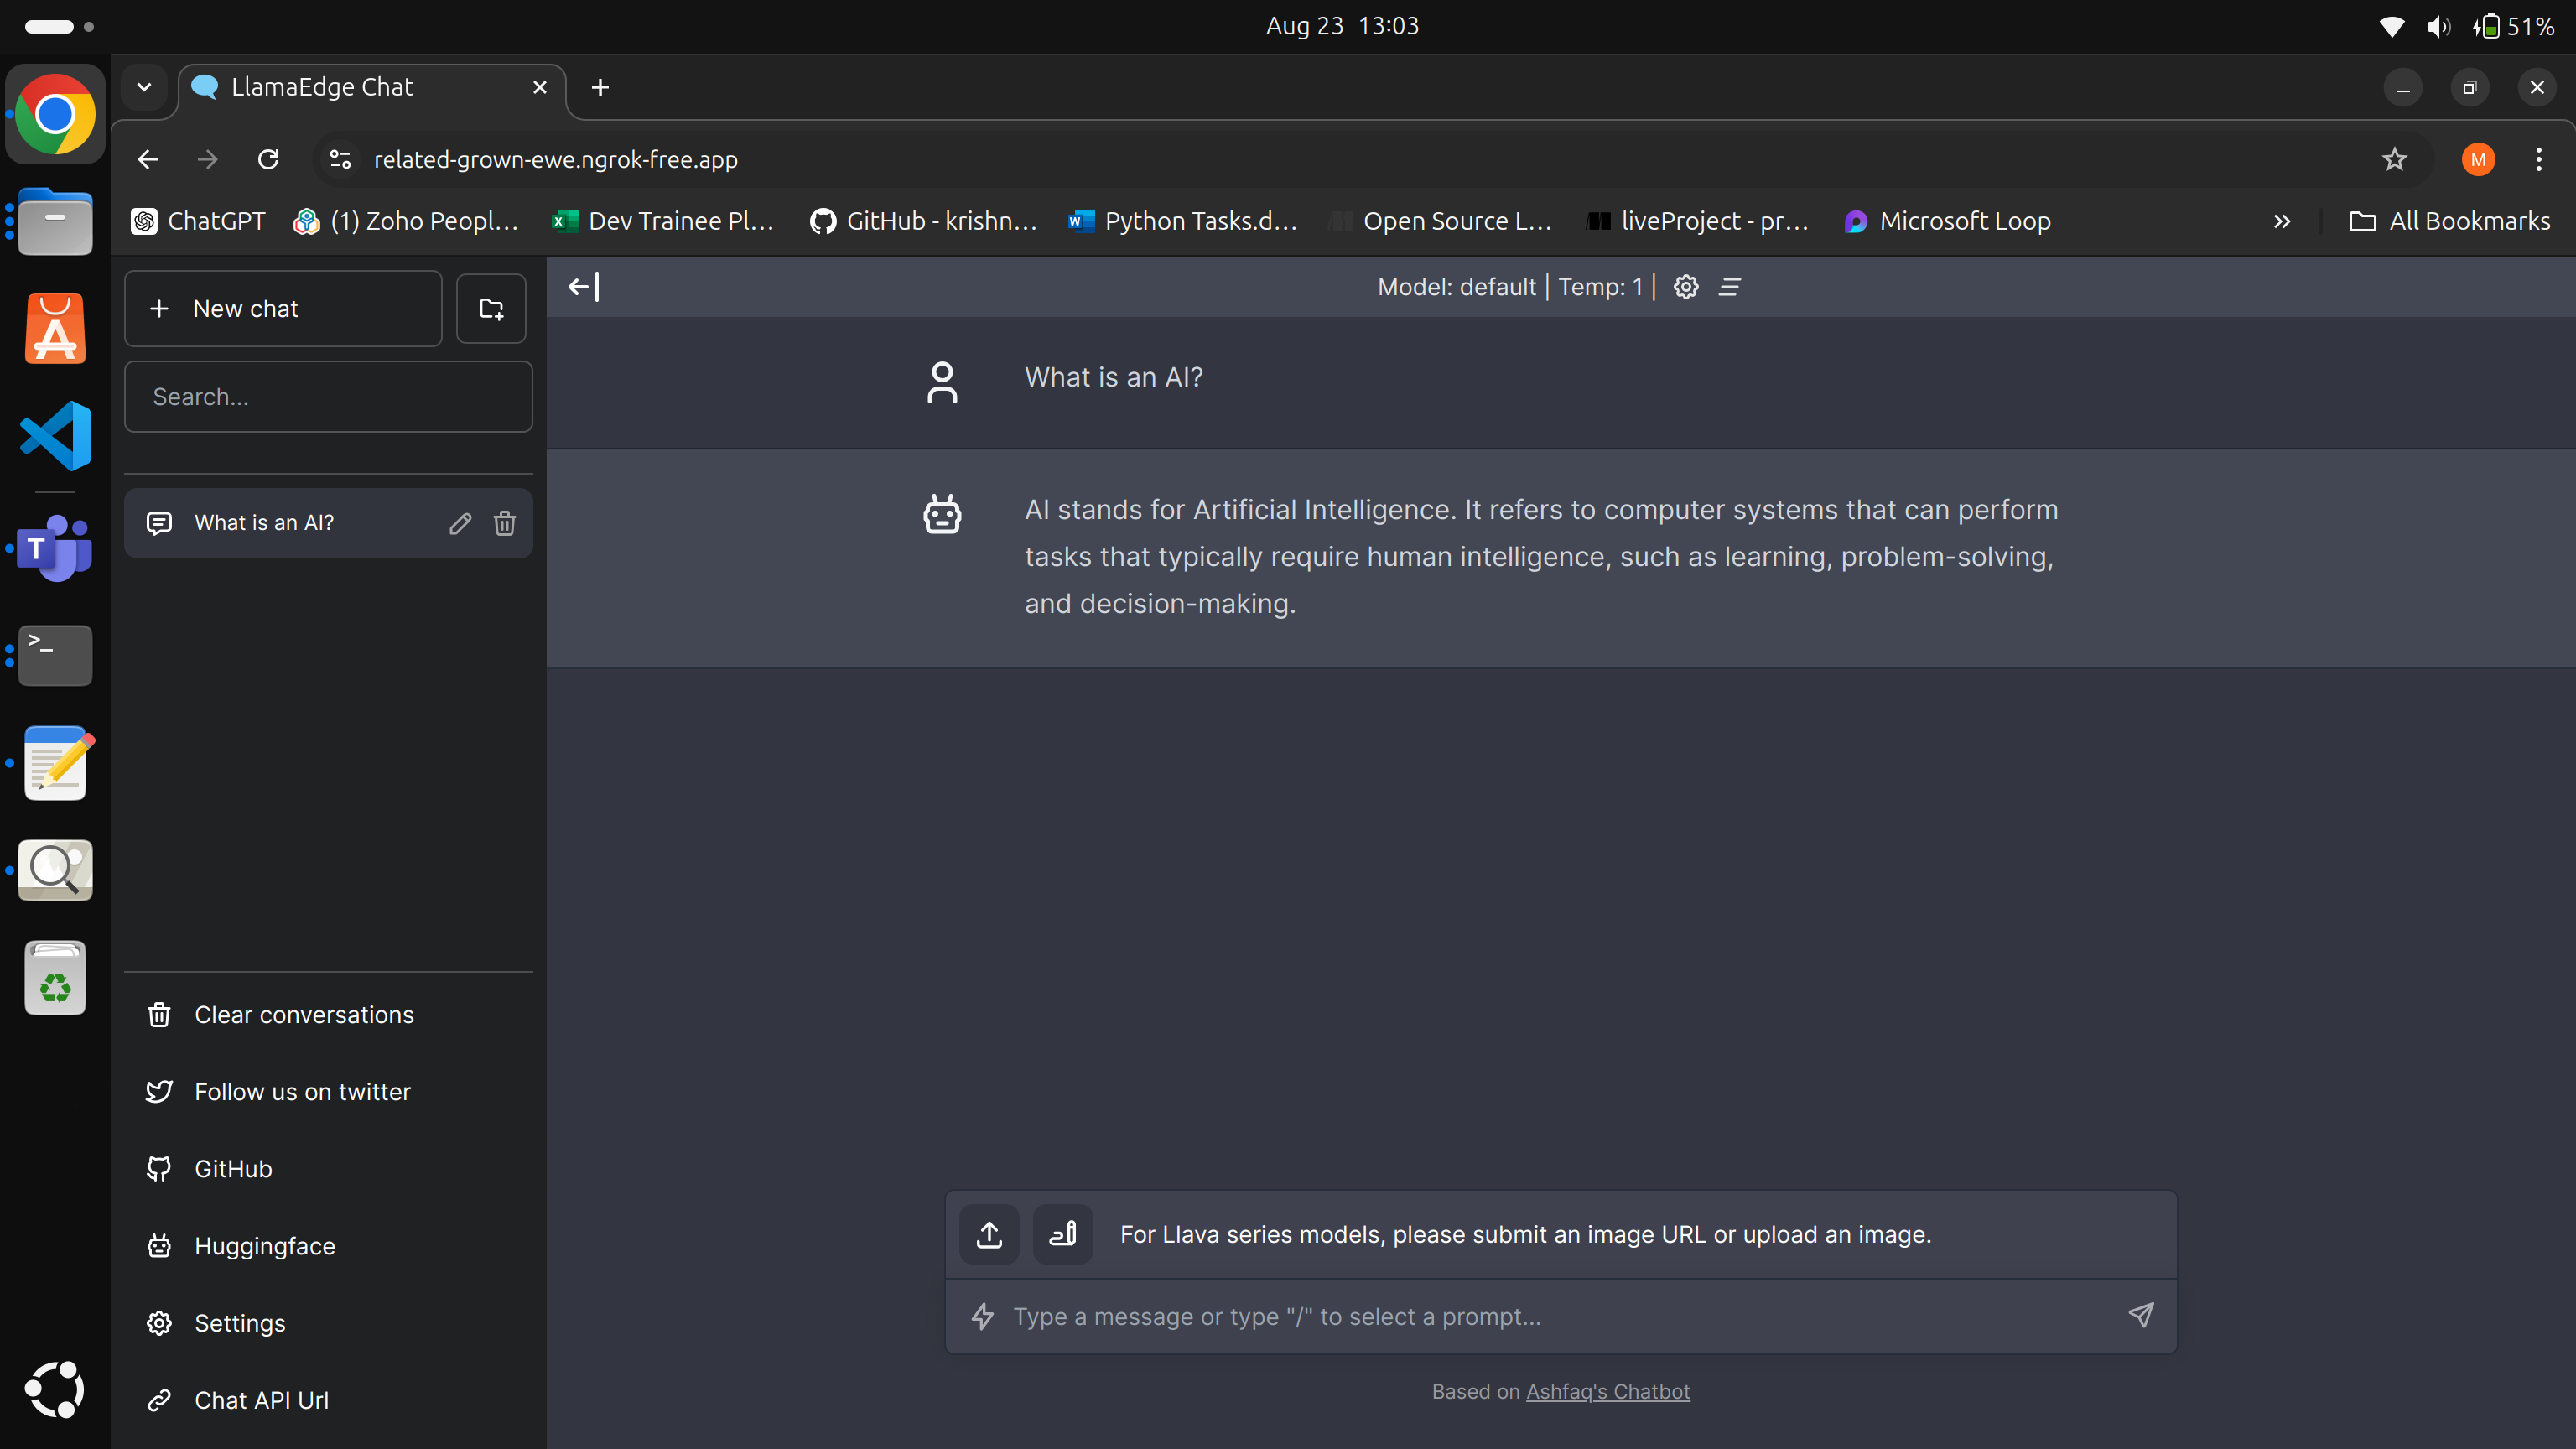 Aug 23 13:03
51%
LlamaEdge Chat
related-grown-ewe.ngrok-free.app
M
ChatGPT
(1) Zoho Peopl...
Dev Trainee Pl...
GitHub - krishn...
Python Tasks.d...
Open Source L...
liveProject - pr...
Microsoft Loop
All Bookmarks
New chat
Search...
What is an AI?
Clear conversations
Follow us on twitter
GitHub
Huggingface
Settings
Chat API Url
Model: default | Temp: 1 |
What is an AI?
AI stands for Artificial Intelligence. It refers to computer systems that can perform
tasks that typically require human intelligence, such as learning, problem-solving,
and decision-making.
For Llava series models, please submit an image URL or upload an image.
Type a message or type "/" to select a prompt...
Based on Ashfaq's Chatbot